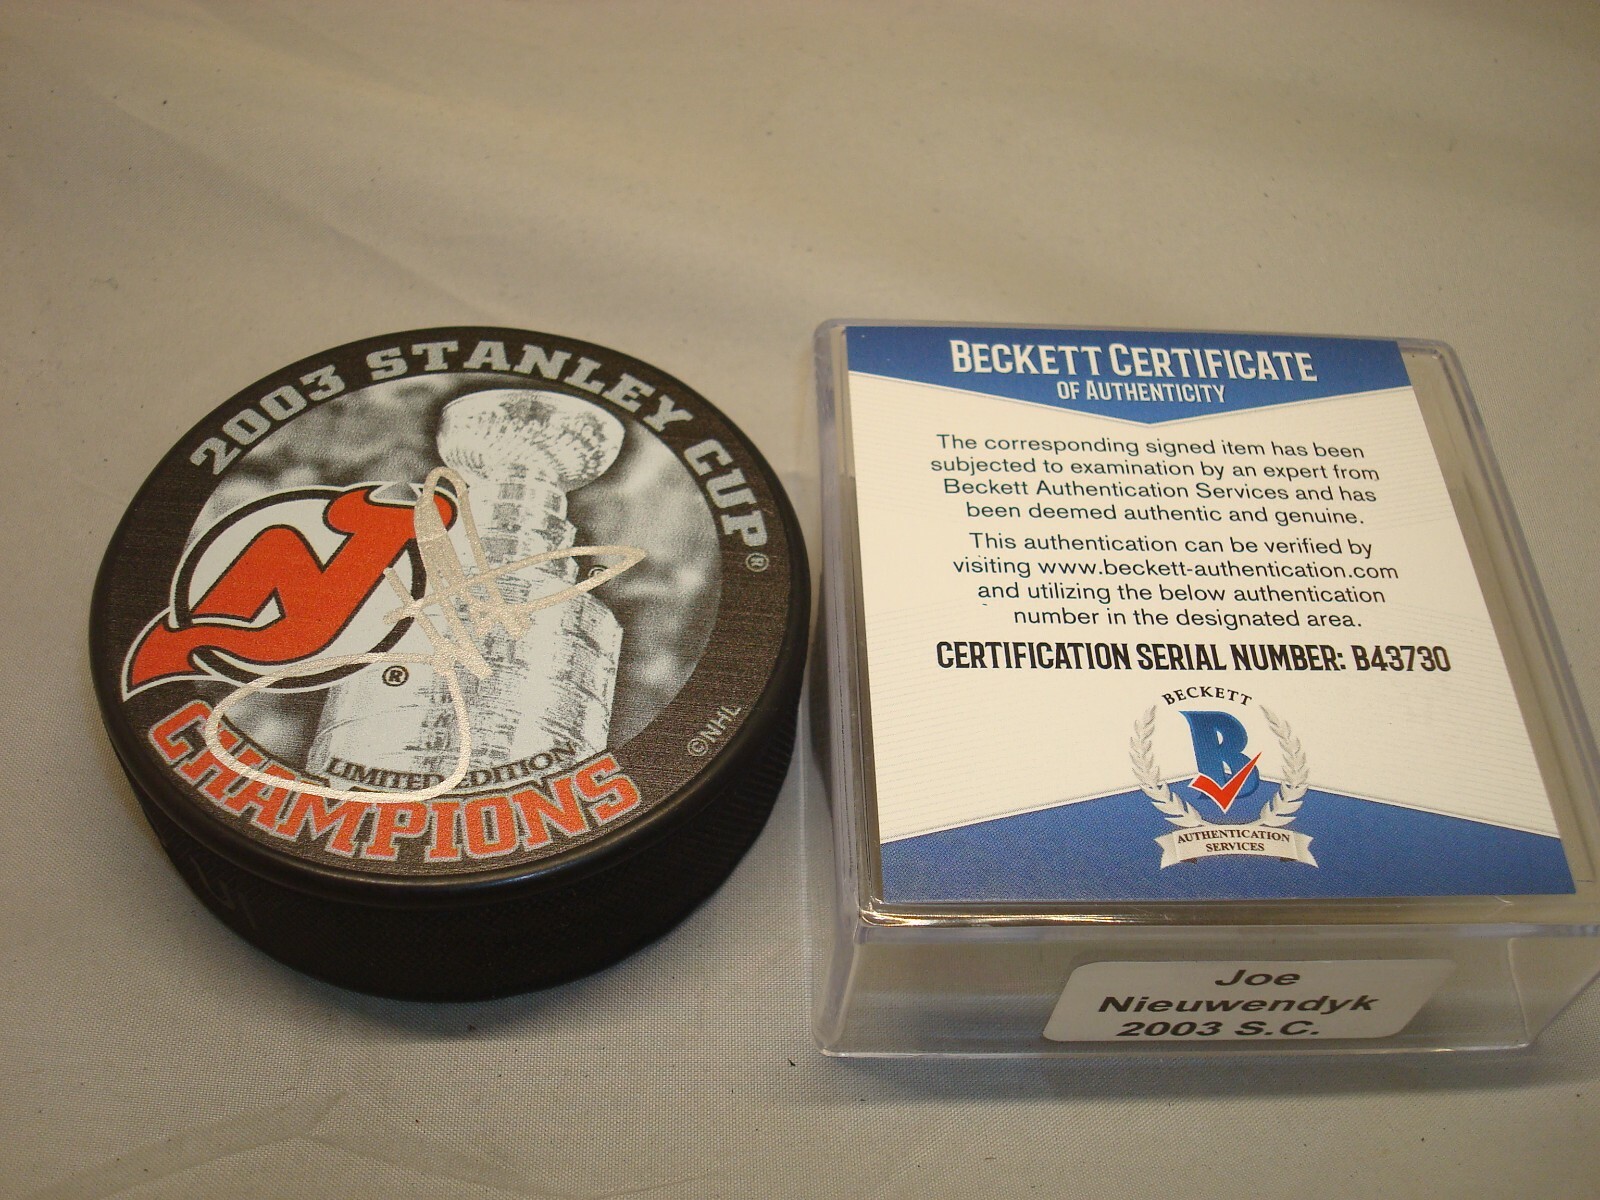 2003 STANLEY CUP®
®
LIMITED EDITION
CHAMPIONS
©NHL
BECKETT CERTIFICATE
OF AUTHENTICITY
The corresponding signed item has been
subjected to examination by an expert from
Beckett Authentication Services and has
been deemed authentic and genuine.
This authentication can be verified by
visiting www.beckett-authentication.com
and utilizing the below authentication
number in the designated area.
CERTIFICATION SERIAL NUMBER: B43730
BECKETT
B
AUTHENTICATION
SERVICES
Joe
Nieuwendyk
2003 S.C.